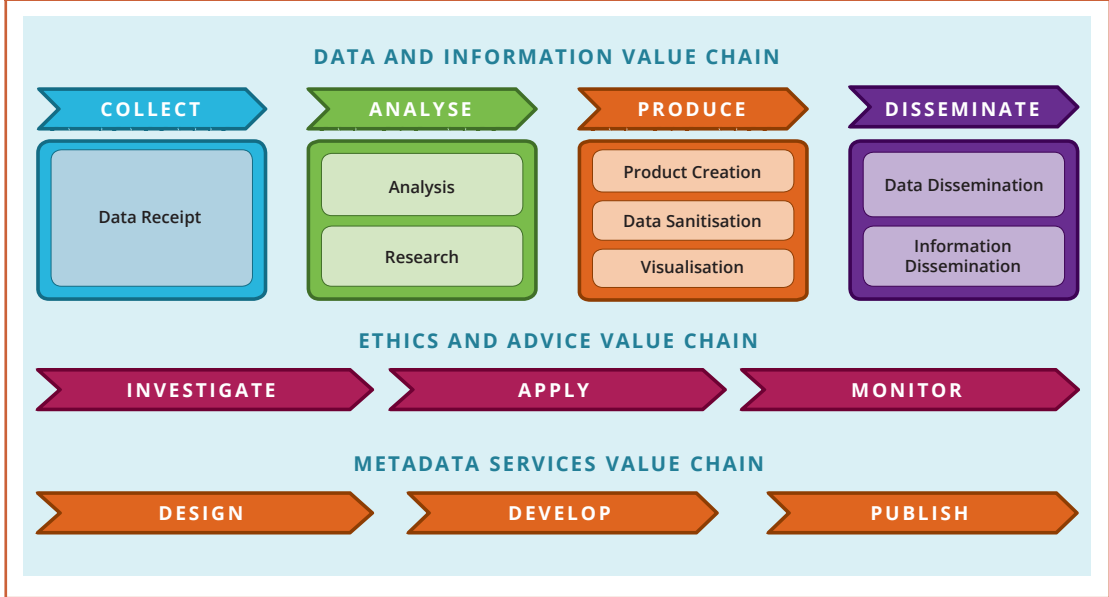 DATA AND INFORMATION VALUE CHAIN
COLLECT
ANALYSE
PRODUCE
DISSEMINATE
Data Receipt
Analysis
Research
Product Creation
Data Sanitisation
Visualisation
Data Dissemination
Information
Dissemination
ETHICS AND ADVICE VALUE CHAIN
INVESTIGATE
APPLY
MONITOR
METADATA SERVICES VALUE CHAIN
DESIGN
DEVELOP
PUBLISH